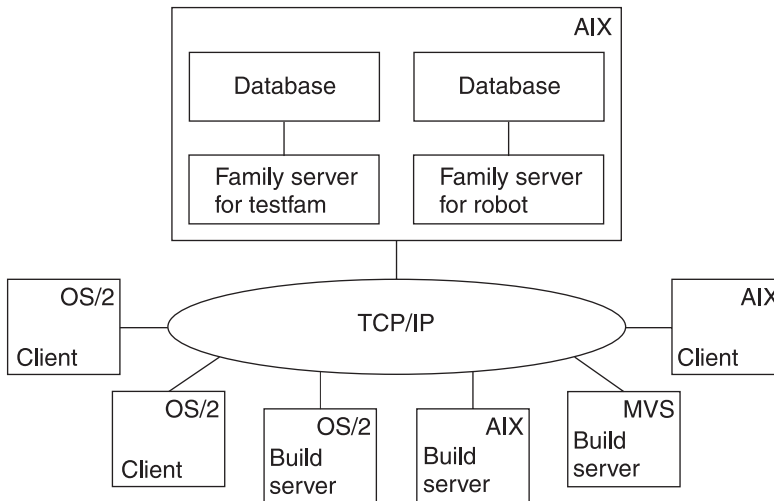 AIX
Database
Database
Family server
for testfam
Family server
for robot
OS/2
Client
TCP/IP
AIX
Client
OS/2
Client
OS/2
Build
server
AIX
Build
server
MVS
Build
server